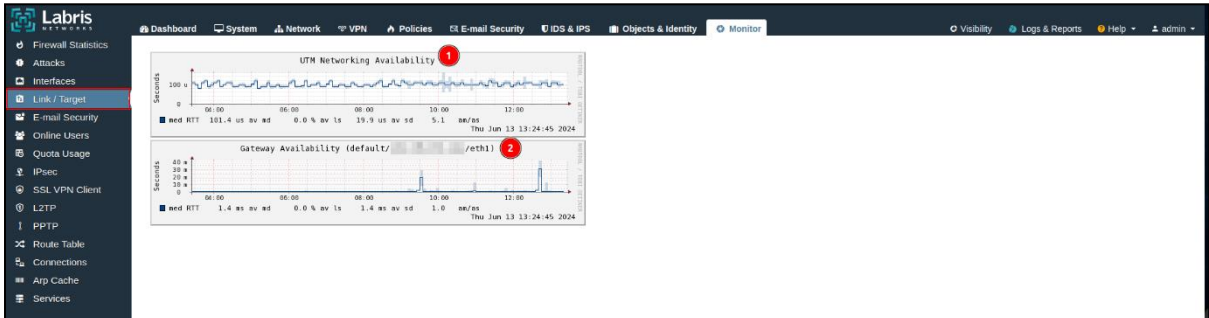 Labris
NETWORKS
Dashboard System Network VPN Policies E-mail Security IDS & IPS Objects & Identity Monitor Visibility Logs & Reports Help admin
Firewall Statistics
Attacks
Interfaces
Link / Target
E-mail Security
Online Users
Quota Usage
IPsec
SSL VPN Client
L2TP
PPTP
Route Table
Connections
Arp Cache
Services
UTM Networking Availability 1
Seconds
100 u
0
06:00 08:00 10:00 12:00
med RTT 101.4 us av md 0.0 % av ls 19.9 us av sd 5.1 am/as
Thu Jun 13 13:24:45 2024
Gateway Availability (default/ /eth1) 2
Seconds
40 m
30 m
20 m
10 m
0
06:00 08:00 10:00 12:00
med RTT 1.4 ms av md 0.0 % av ls 1.4 ms av sd 1.0 am/as
Thu Jun 13 13:24:45 2024